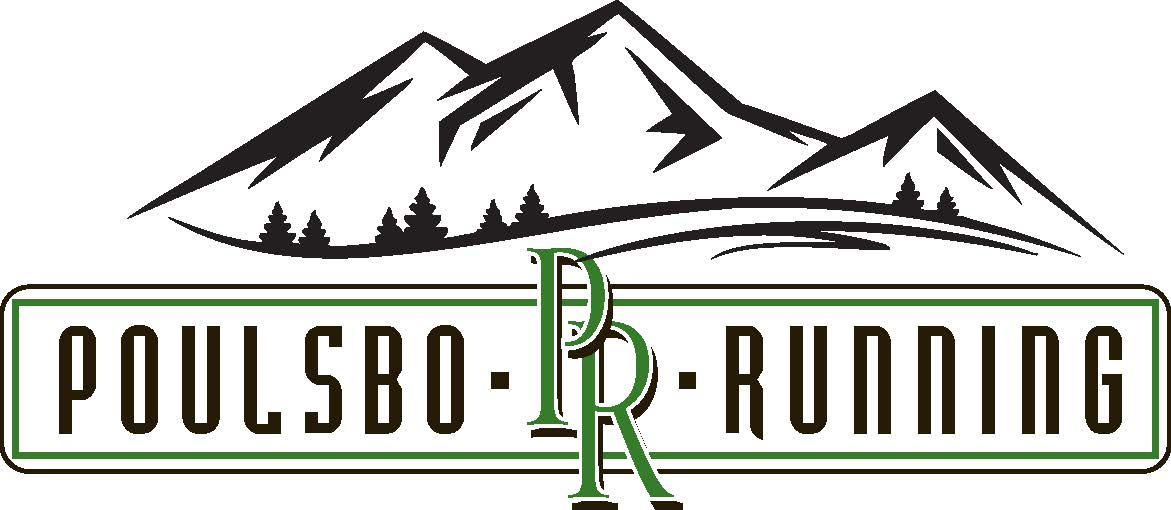 POULSBO · PR · RUNNING